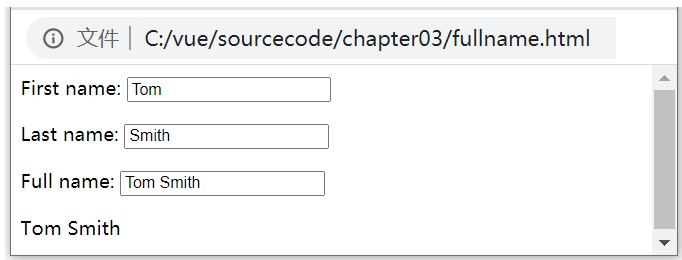 文件 C:/vue/sourcecode/chapter03/fullname.html
First name: Tom
Last name: Smith
Full name: Tom Smith
Tom Smith